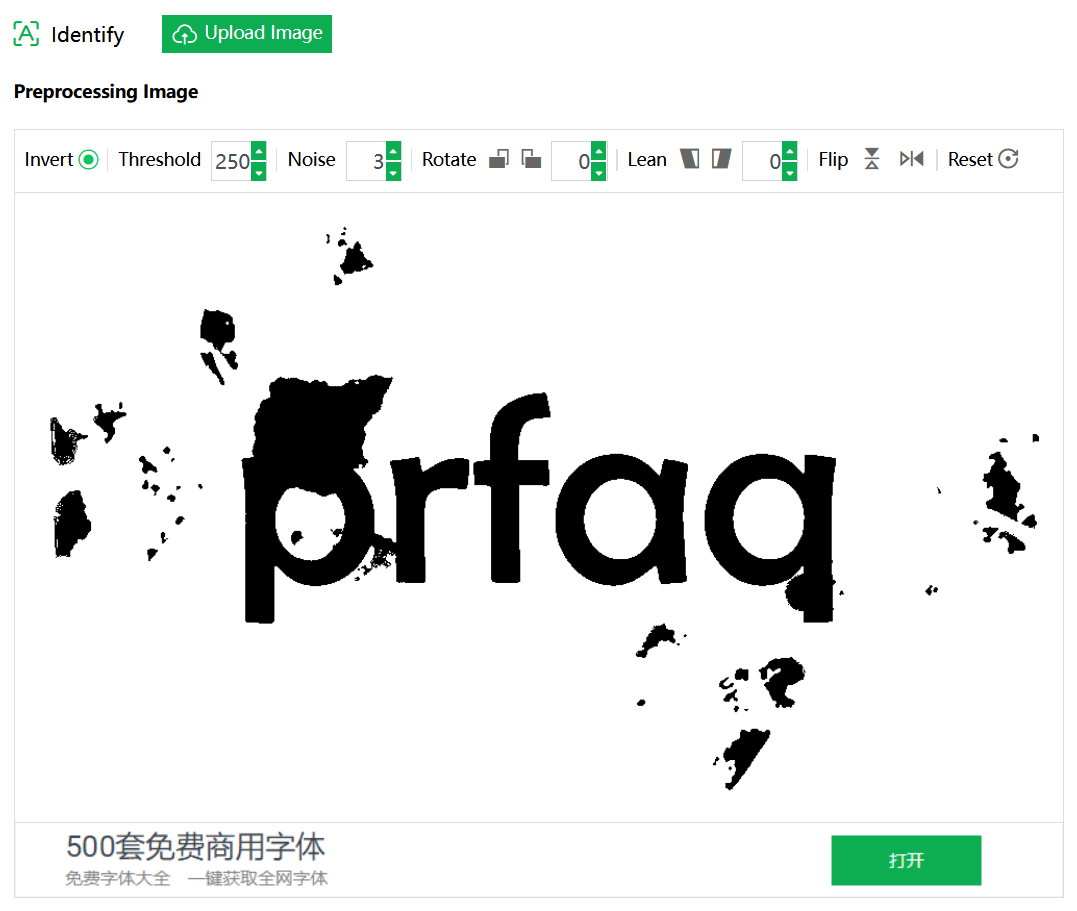 Identify
Upload Image
Preprocessing Image
Invert Threshold 250 Noise 3 Rotate 0 Lean 0 Flip Reset
prfaq
500套免费商用字体
免费字体大全 一键获取全网字体
打开